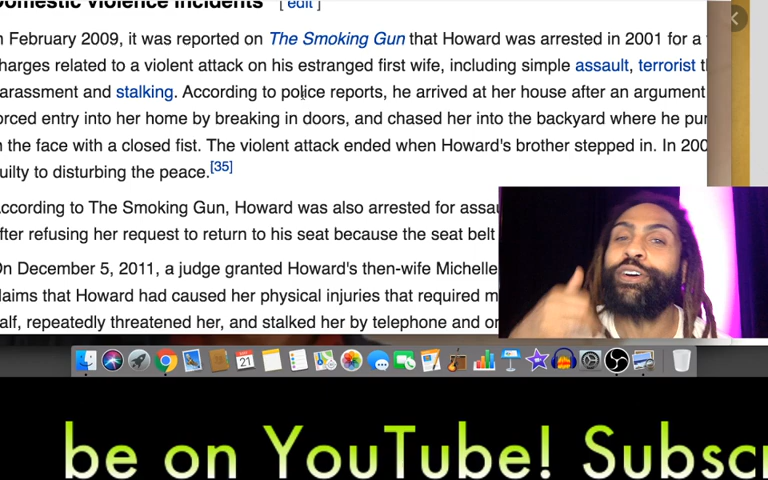 Domestic violence incidents [ edit ]
n February 2009, it was reported on The Smoking Gun that Howard was arrested in 2001 for a
harges related to a violent attack on his estranged first wife, including simple assault, terrorist t
arassment and stalking. According to police reports, he arrived at her house after an argument
orced entry into her home by breaking in doors, and chased her into the backyard where he pu
n the face with a closed fist. The violent attack ended when Howard's brother stepped in. In 200
uilty to disturbing the peace.[35]
ccording to The Smoking Gun, Howard was also arrested for assau
fter refusing her request to return to his seat because the seat belt
On December 5, 2011, a judge granted Howard's then-wife Michelle
laims that Howard had caused her physical injuries that required m
alf, repeatedly threatened her, and stalked her by telephone and
be on YouTube! Subsc